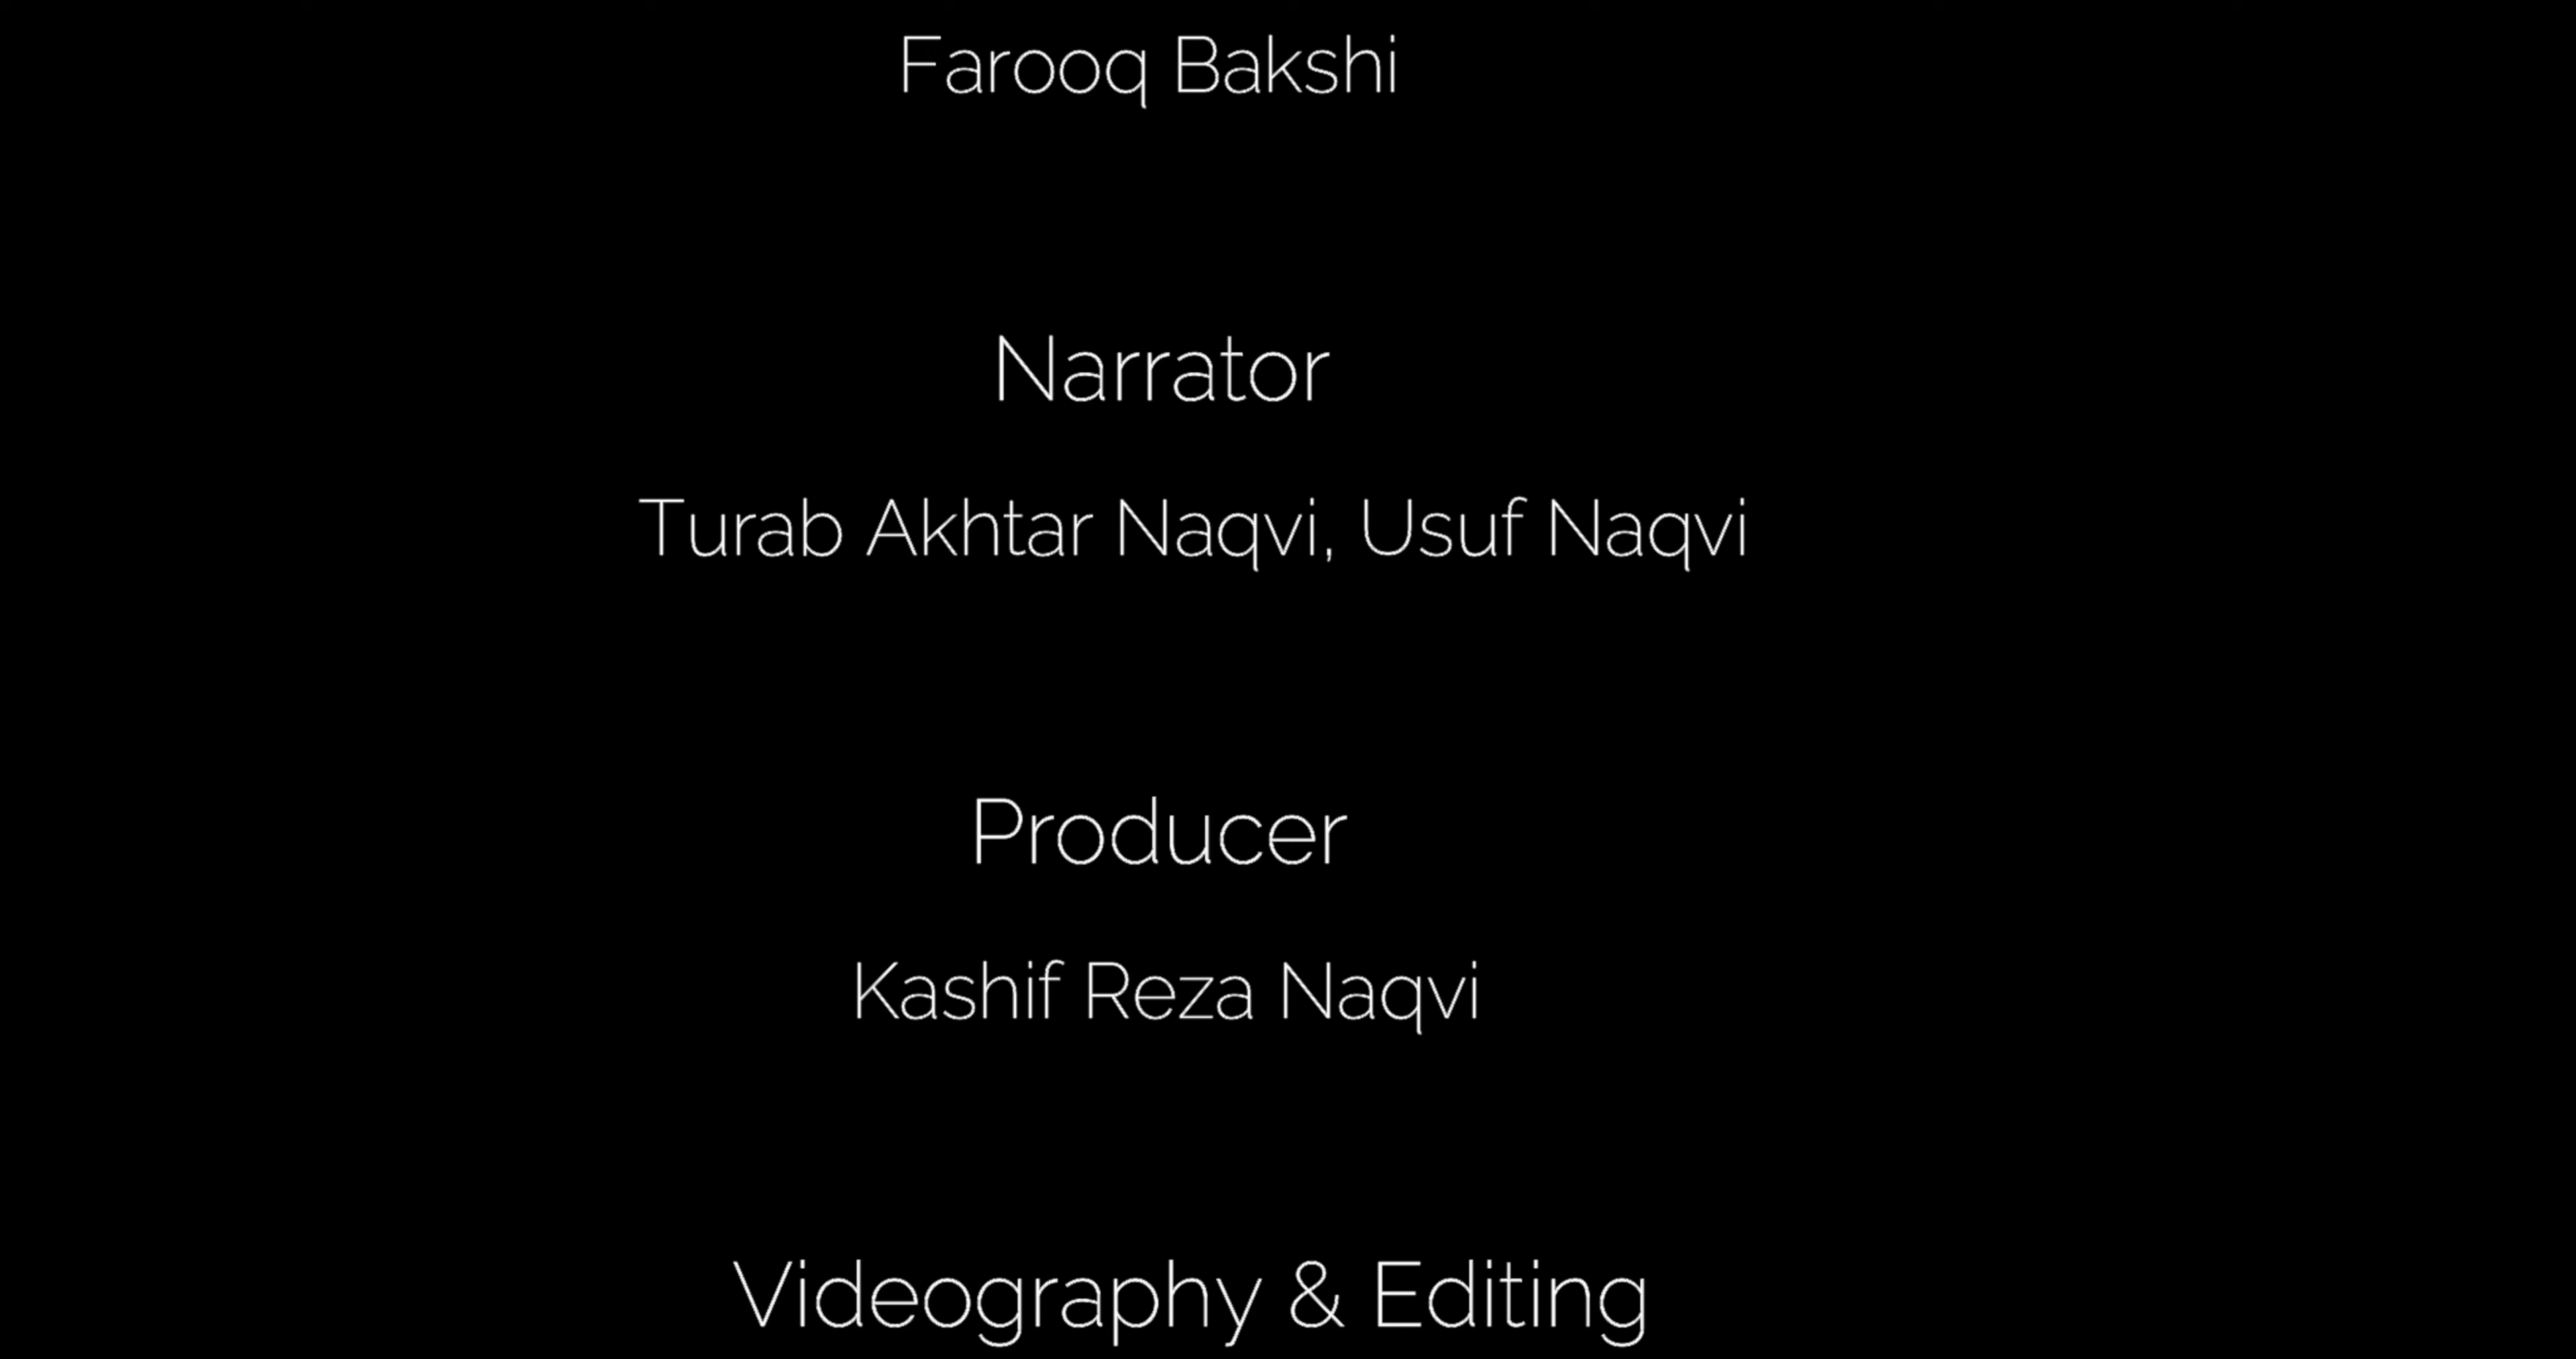 Farooq Bakshi
Narrator
Turab Akhtar Naqvi, Usuf Naqvi
Producer
Kashif Reza Naqvi
Videography & Editing